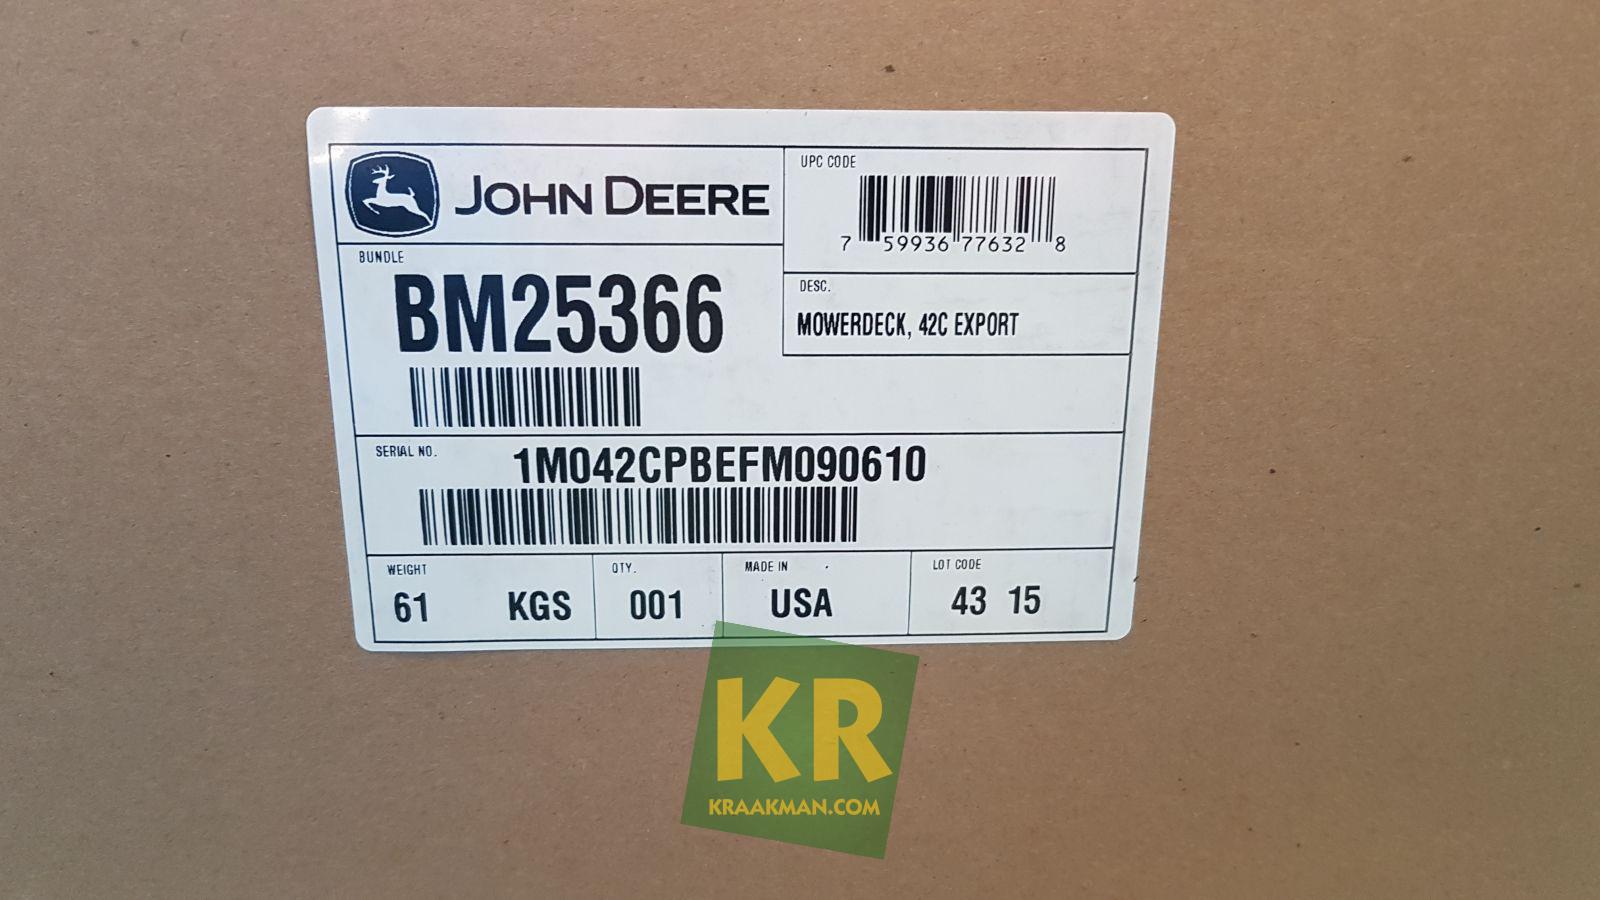 JOHN DEERE
UPC CODE
7 59936 77632 8
BUNDLE
BM25366
DESC.
MOWERDECK, 42C EXPORT
SERIAL NO.
1M042CPBEFM090610
WEIGHT
61 KGS
QTY.
001
MADE IN
USA
LOT CODE
43 15
KR
KRAAKMAN.COM